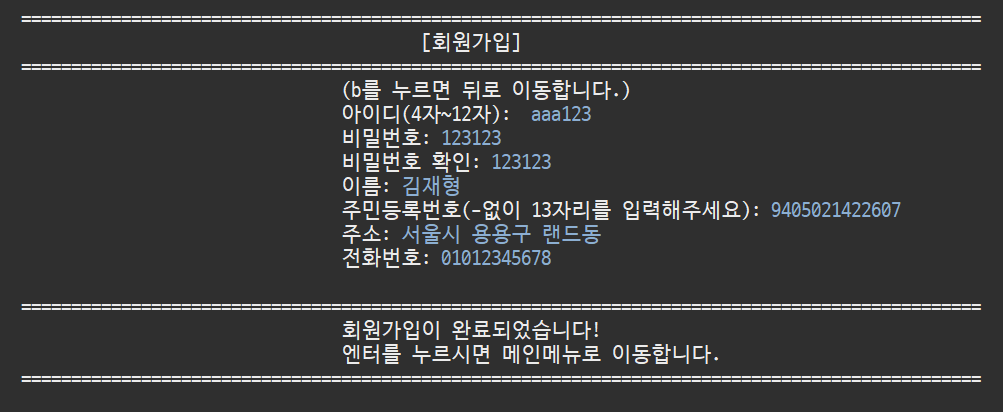 ================================================================================================
[회원가입]
================================================================================================
(b를 누르면 뒤로 이동합니다.)
아이디(4자~12자):  aaa123
비밀번호: 123123
비밀번호 확인: 123123
이름: 김재형
주민등록번호(-없이 13자리를 입력해주세요): 9405021422607
주소: 서울시 용용구 랜드동
전화번호: 01012345678
================================================================================================
회원가입이 완료되었습니다!
엔터를 누르시면 메인메뉴로 이동합니다.
================================================================================================